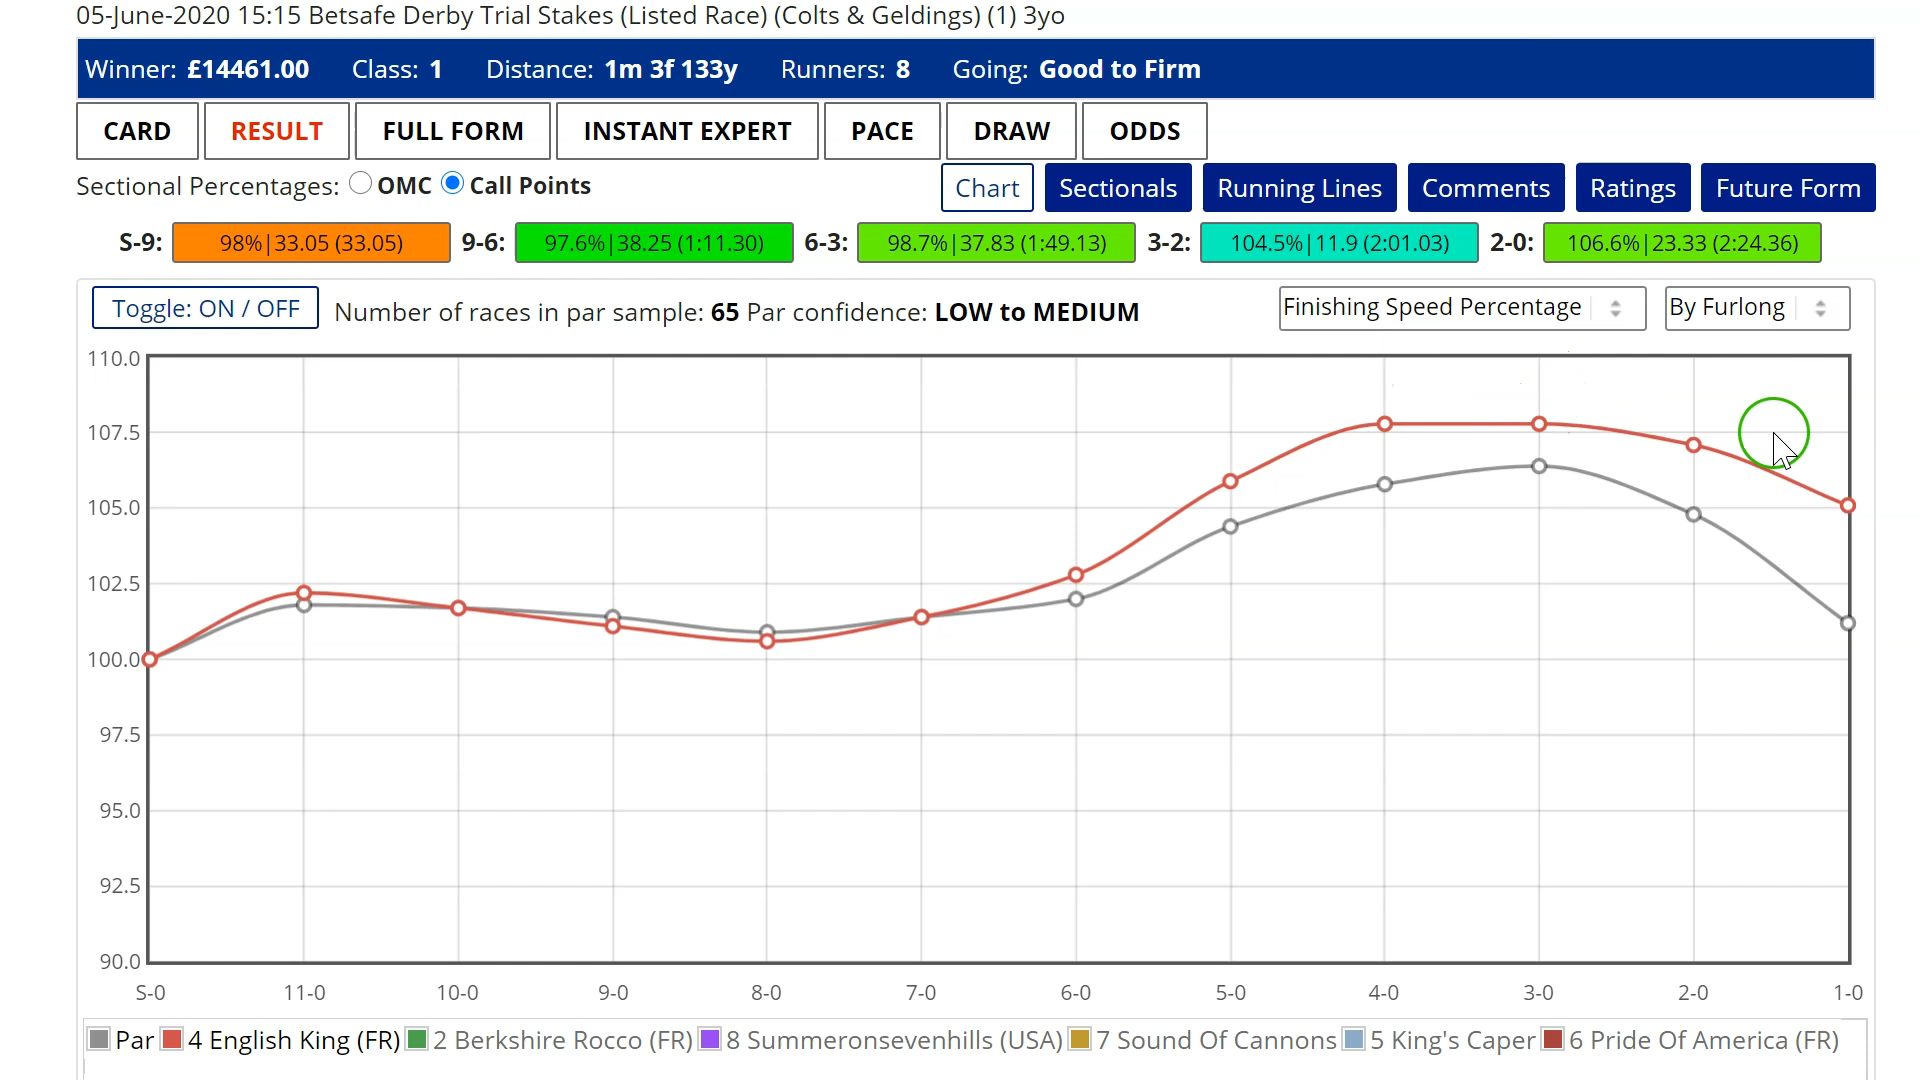 05-June-2020 15:15 Betsafe Derby Trial Stakes (Listed Race) (Colts & Geldings) (1) 3yo
Winner: £14461.00 Class: 1 Distance: 1m 3f 133y Runners: 8 Going: Good to Firm
CARD RESULT FULL FORM INSTANT EXPERT PACE DRAW ODDS
Sectional Percentages: OMC Call Points Chart Sectionals Running Lines Comments Ratings Future Form
S-9: 98%|33.05 (33.05) 9-6: 97.6%|38.25 (1:11.30) 6-3: 98.7%|37.83 (1:49.13) 3-2: 104.5%|11.9 (2:01.03) 2-0: 106.6%|23.33 (2:24.36)
Toggle: ON / OFF Number of races in par sample: 65 Par confidence: LOW to MEDIUM Finishing Speed Percentage By Furlong
110.0
107.5
105.0
102.5
100.0
97.5
95.0
92.5
90.0
S-0 11-0 10-0 9-0 8-0 7-0 6-0 5-0 4-0 3-0 2-0 1-0
Par 4 English King (FR) 2 Berkshire Rocco (FR) 8 Summeronsevenhills (USA) 7 Sound Of Cannons 5 King's Caper 6 Pride Of America (FR)